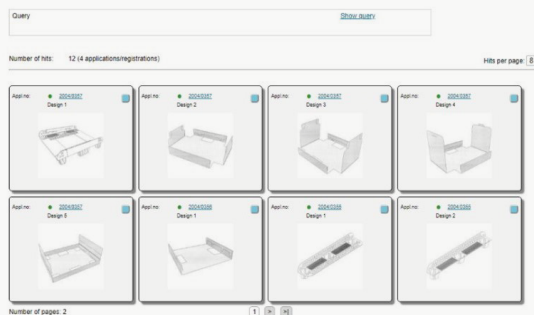 Query Show query
Number of hits: 12 (4 applications/registrations) Hits per page: 8
Appl.no: 2004/0357 Appl.no: 2004/0357 Appl.no: 2004/0357 Appl.no: 2004/0357
Design 1 Design 2 Design 3 Design 4
Appl.no: 2004/0357 Appl.no: Appl.no: Appl.no:
Design 5 Design 1 Design 1 Design 2
Number of pages: 2 1 > >|